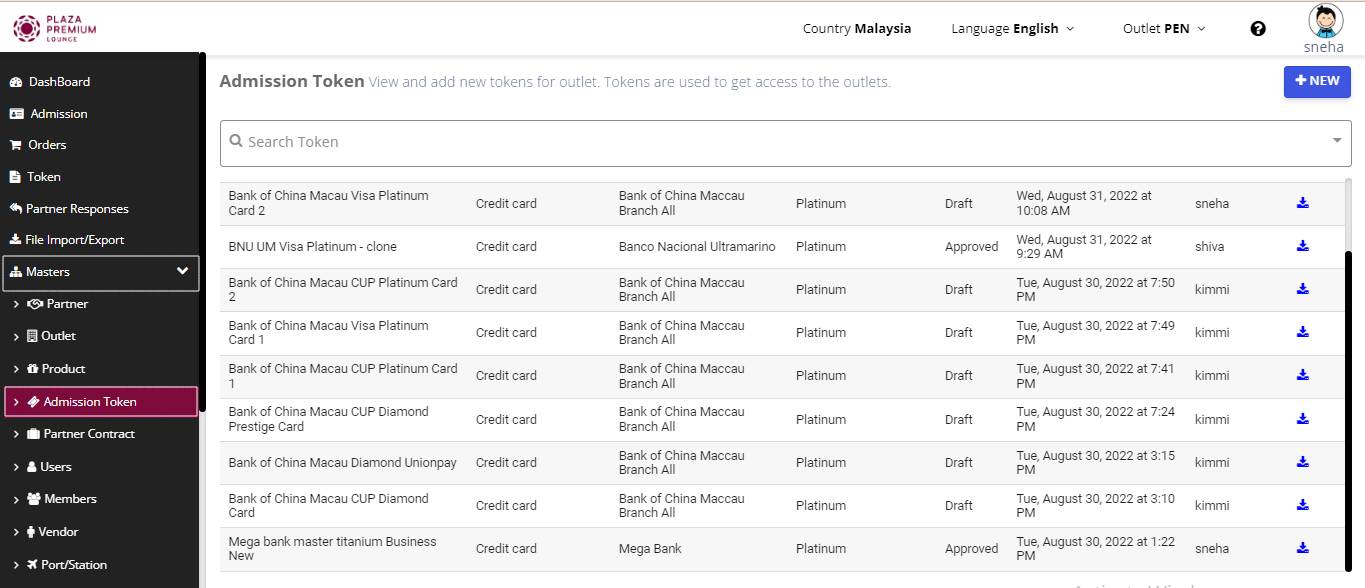 PLAZA
PREMIUM
LOUNGE
Country Malaysia
Language English
Outlet PEN
sneha
DashBoard
Admission
Orders
Token
Partner Responses
File Import/Export
Masters
Partner
Outlet
Product
Admission Token
Partner Contract
Users
Members
Vendor
Port/Station
Admission Token View and add new tokens for outlet. Tokens are used to get access to the outlets.
+ NEW
Search Token
Bank of China Macau Visa Platinum
Card 2
Credit card
Bank of China Maccau
Branch All
Platinum
Draft
Wed, August 31, 2022 at
10:08 AM
sneha
BNU UM Visa Platinum - clone
Credit card
Banco Nacional Ultramarino
Platinum
Approved
Wed, August 31, 2022 at
9:29 AM
shiva
Bank of China Macau CUP Platinum Card
2
Credit card
Bank of China Maccau
Branch All
Platinum
Draft
Tue, August 30, 2022 at 7:50
PM
kimmi
Bank of China Macau Visa Platinum
Card 1
Credit card
Bank of China Maccau
Branch All
Platinum
Draft
Tue, August 30, 2022 at 7:49
PM
kimmi
Bank of China Macau CUP Platinum Card
1
Credit card
Bank of China Maccau
Branch All
Platinum
Draft
Tue, August 30, 2022 at 7:41
PM
kimmi
Bank of China Macau CUP Diamond
Prestige Card
Credit card
Bank of China Maccau
Branch All
Platinum
Draft
Tue, August 30, 2022 at 7:24
PM
kimmi
Bank of China Macau Diamond Unionpay
Credit card
Bank of China Maccau
Branch All
Platinum
Draft
Tue, August 30, 2022 at 3:15
PM
kimmi
Bank of China Macau CUP Diamond
Card
Credit card
Bank of China Maccau
Branch All
Platinum
Draft
Tue, August 30, 2022 at 3:10
PM
kimmi
Mega bank master titanium Business
New
Credit card
Mega Bank
Platinum
Approved
Tue, August 30, 2022 at 1:22
PM
sneha